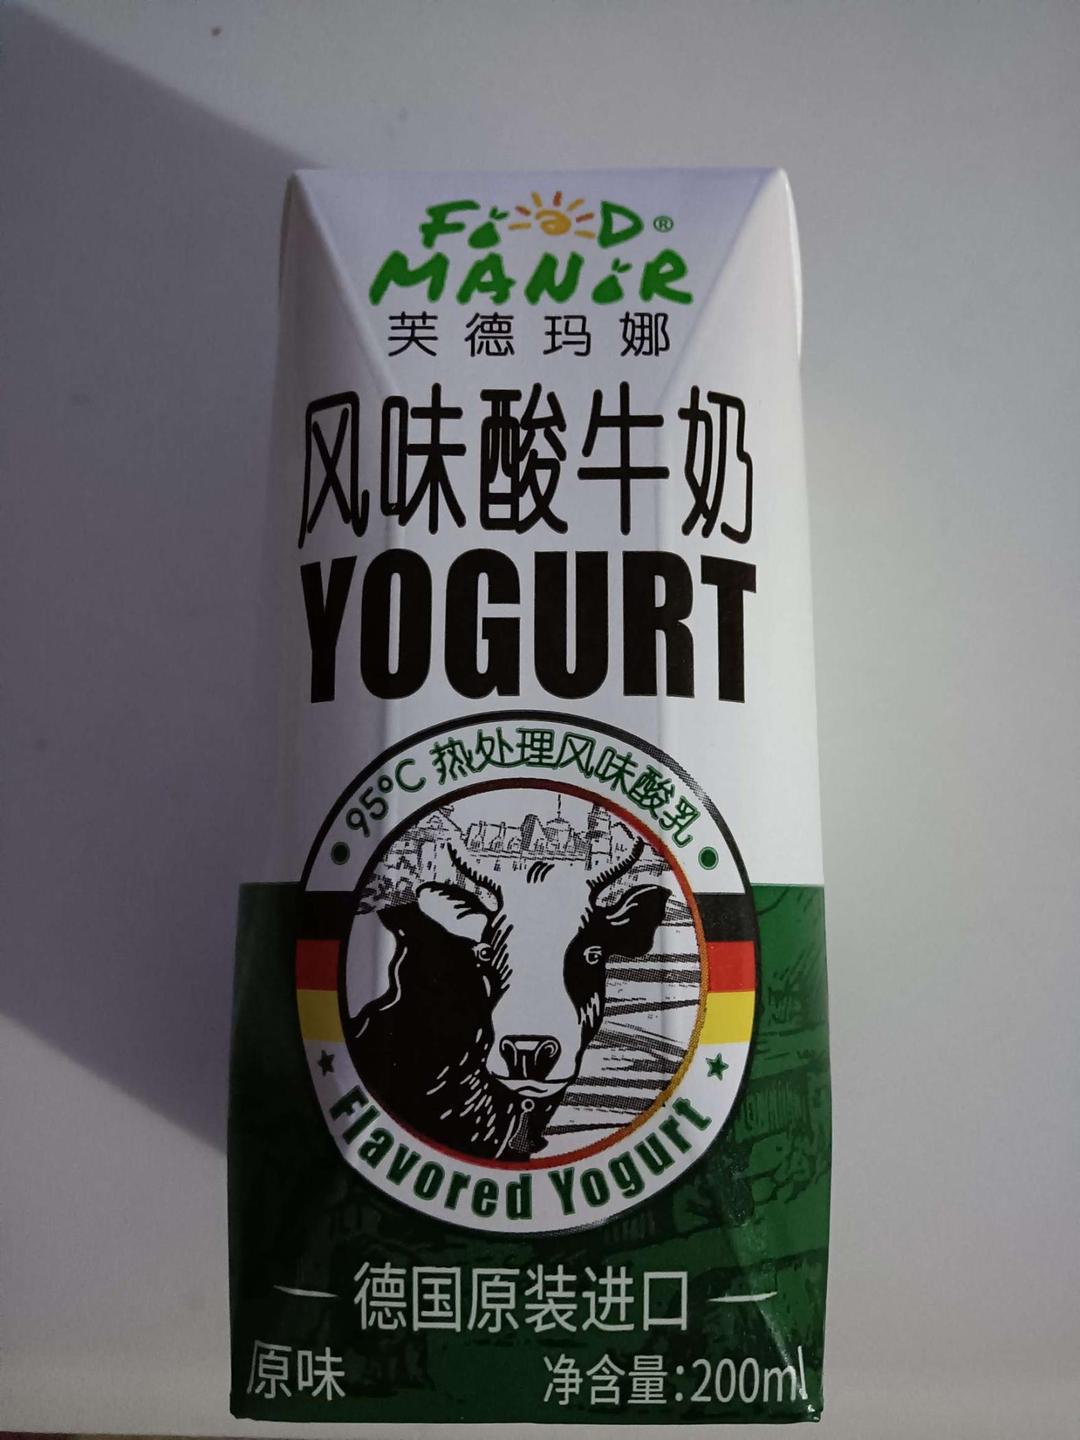 FOOD®
MANOR
芙德玛娜
风味酸牛奶
YOGURT
95°C 热处理风味酸乳
Flavored Yogurt
德国原装进口
原味
净含量:200ml